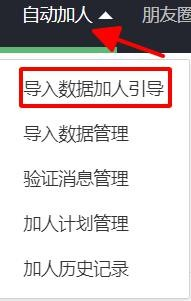 自动加人 朋友圈
导入数据加人引导
导入数据管理
验证消息管理
加人计划管理
加人历史记录